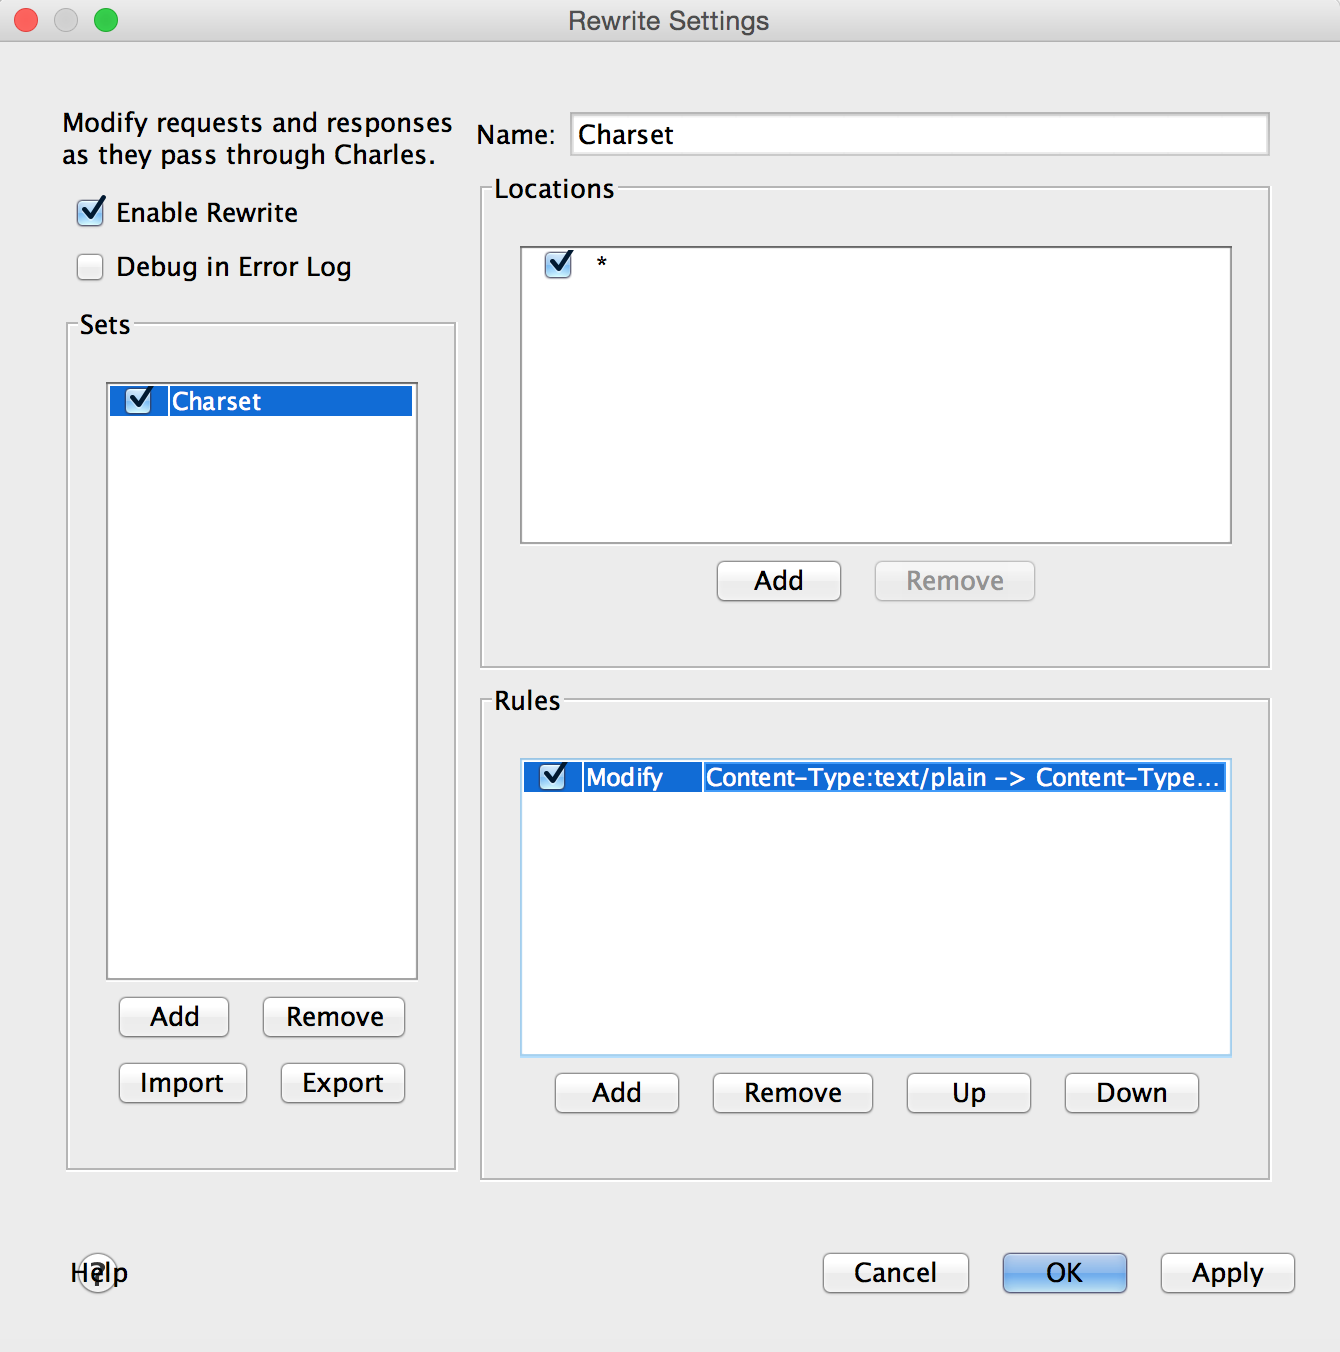 Rewrite Settings
Modify requests and responses
as they pass through Charles.
Enable Rewrite
Debug in Error Log
Sets
Charset
Add
Remove
Import
Export
Name:
Charset
Locations
*
Add
Remove
Rules
Modify
Content-Type:text/plain -> Content-Type...
Add
Remove
Up
Down
Help
?
Cancel
OK
Apply